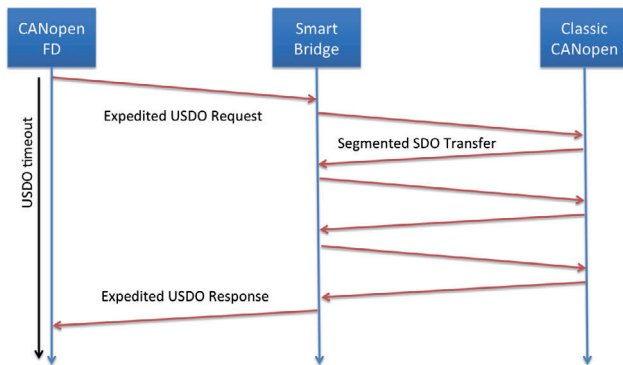 CANopen
FD
Smart
Bridge
Classic
CANopen
Expedited USDO Request
Segmented SDO Transfer
USDO timeout
Expedited USDO Response